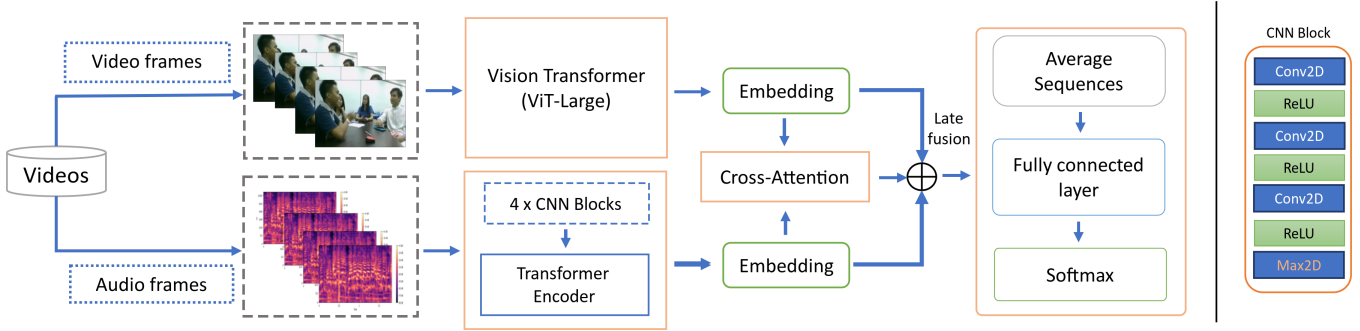 Videos
Video frames
Audio frames
Vision Transformer
(ViT-Large)
4 x CNN Blocks
Transformer
Encoder
Embedding
Cross-Attention
Embedding
Late
fusion
Average
Sequences
Fully connected
layer
Softmax
CNN Block
Conv2D
ReLU
Conv2D
ReLU
Conv2D
ReLU
Max2D